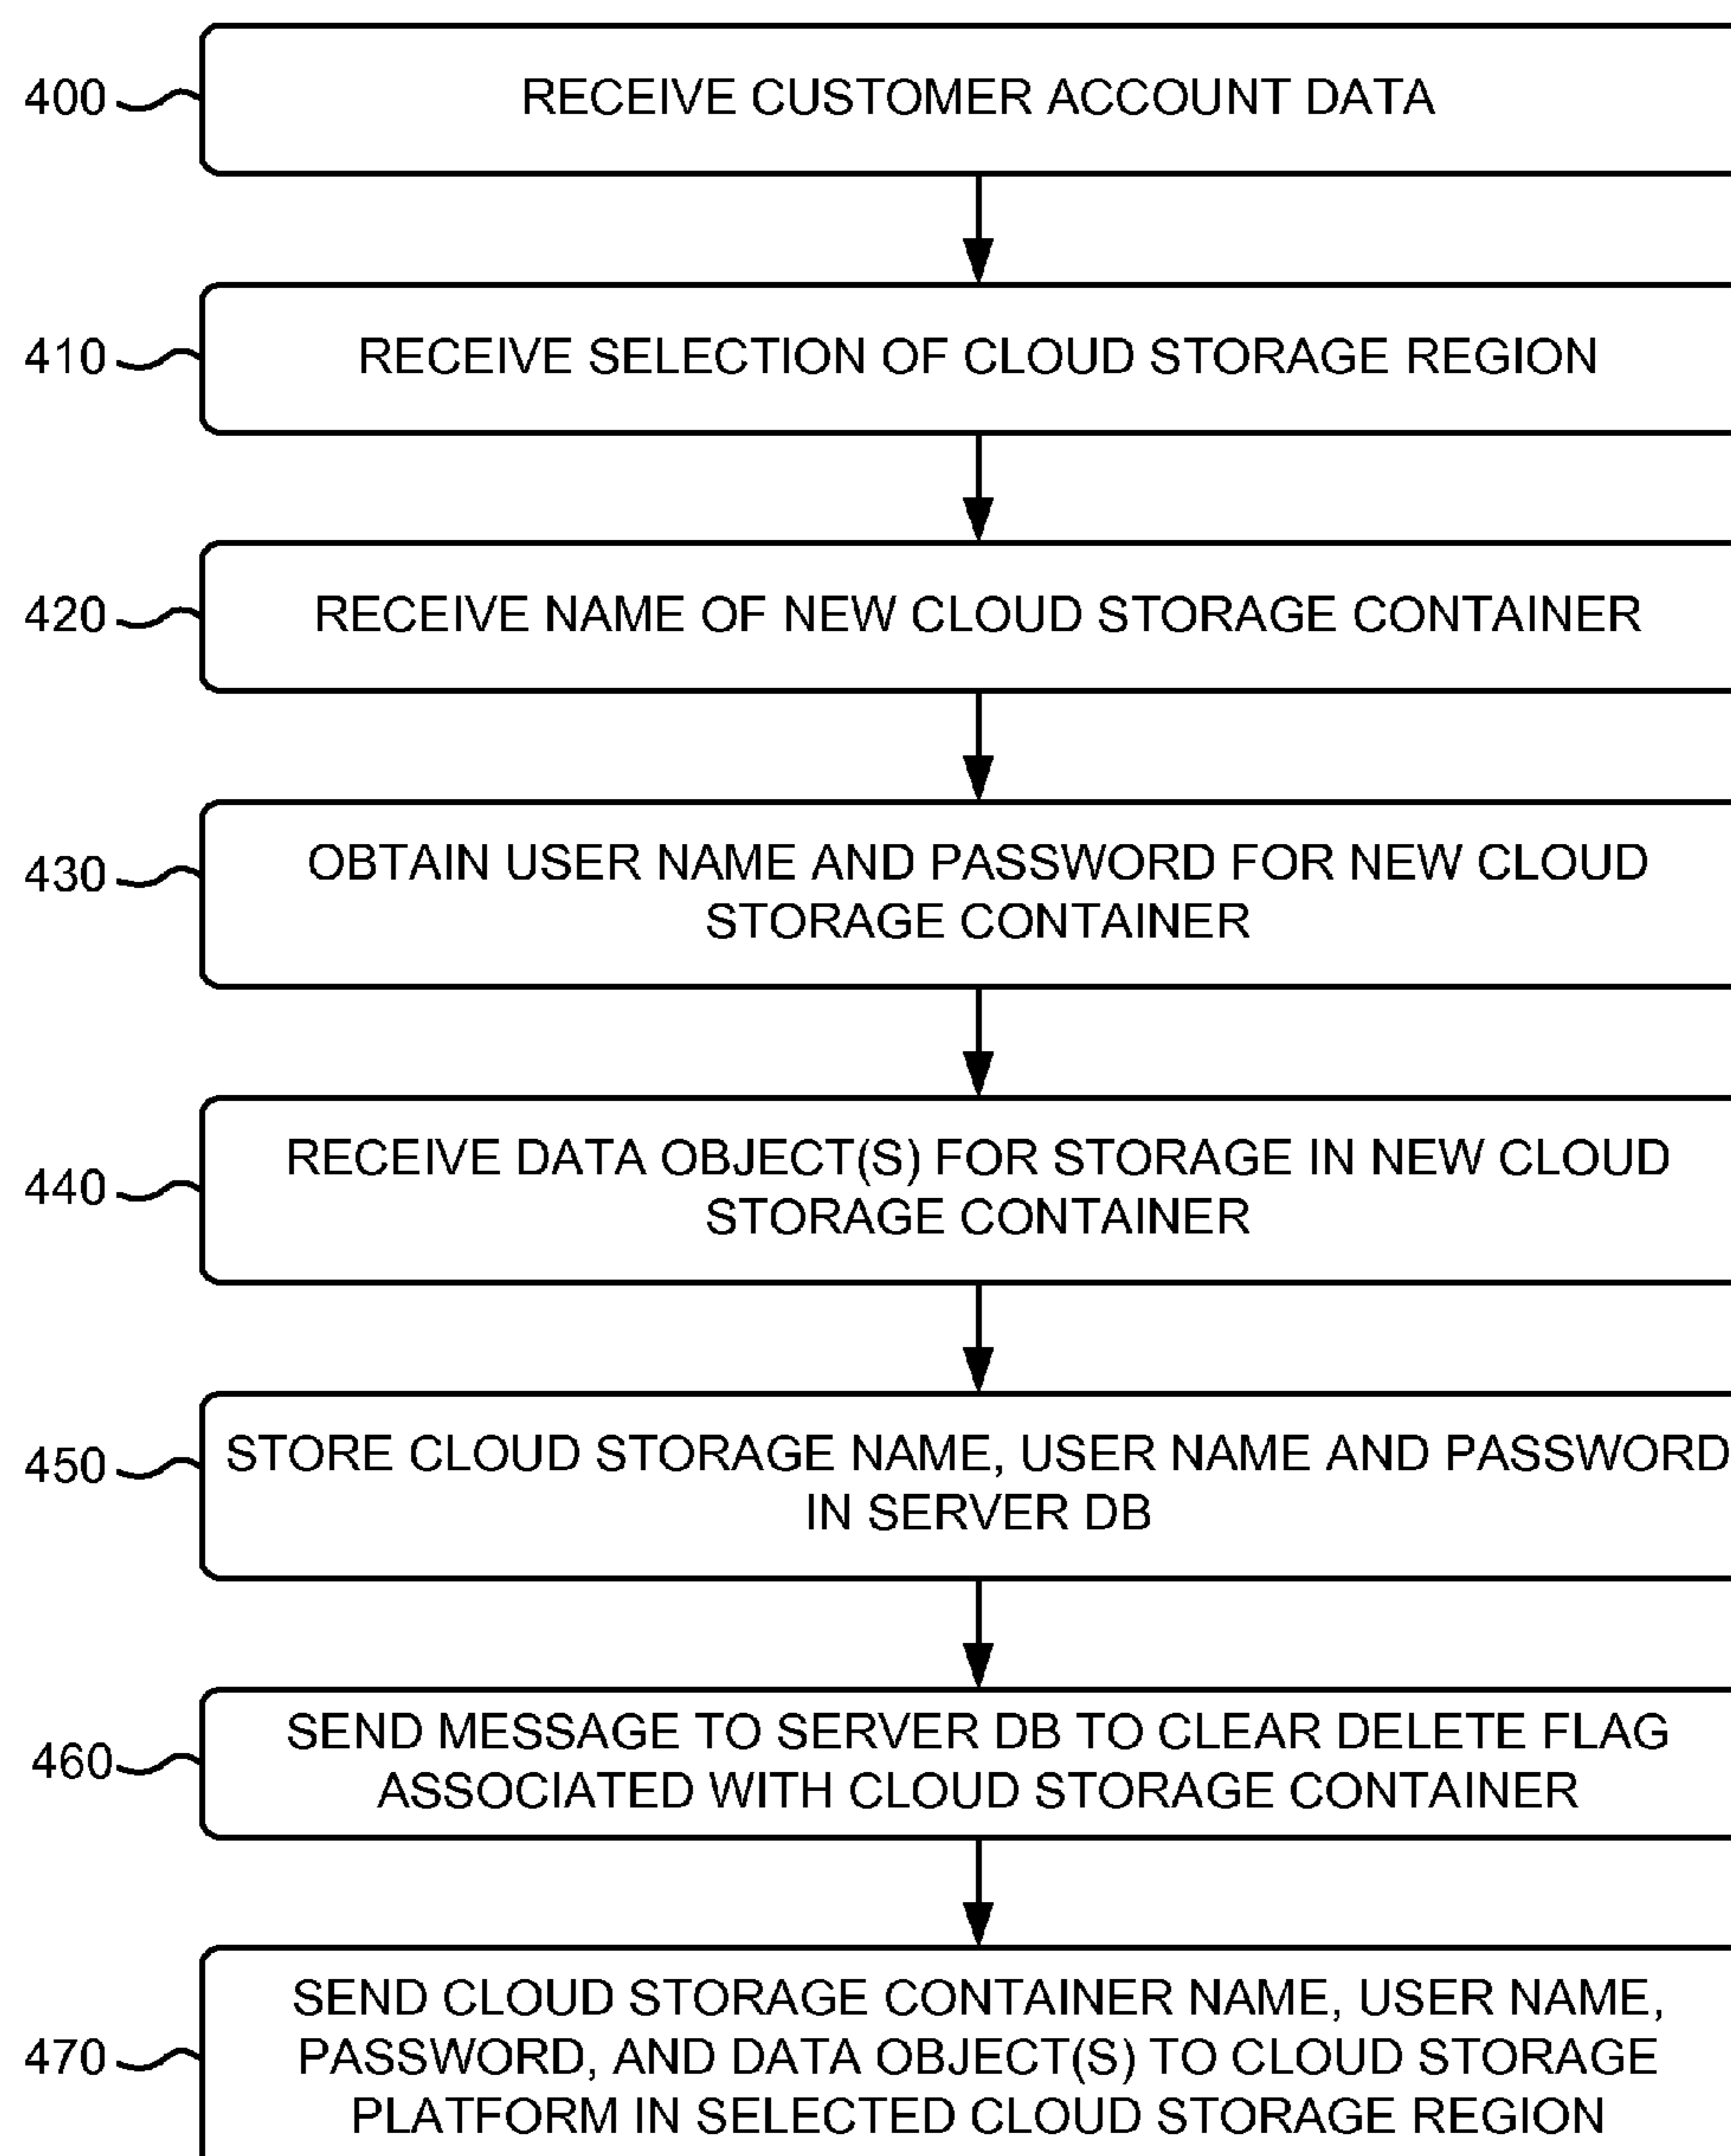 400
RECEIVE CUSTOMER ACCOUNT DATA
410
RECEIVE SELECTION OF CLOUD STORAGE REGION
420
RECEIVE NAME OF NEW CLOUD STORAGE CONTAINER
430
OBTAIN USER NAME AND PASSWORD FOR NEW CLOUD
STORAGE CONTAINER
440
RECEIVE DATA OBJECT(S) FOR STORAGE IN NEW CLOUD
STORAGE CONTAINER
450
STORE CLOUD STORAGE NAME, USER NAME AND PASSWORD
IN SERVER DB
460
SEND MESSAGE TO SERVER DB TO CLEAR DELETE FLAG
ASSOCIATED WITH CLOUD STORAGE CONTAINER
470
SEND CLOUD STORAGE CONTAINER NAME, USER NAME,
PASSWORD, AND DATA OBJECT(S) TO CLOUD STORAGE
PLATFORM IN SELECTED CLOUD STORAGE REGION